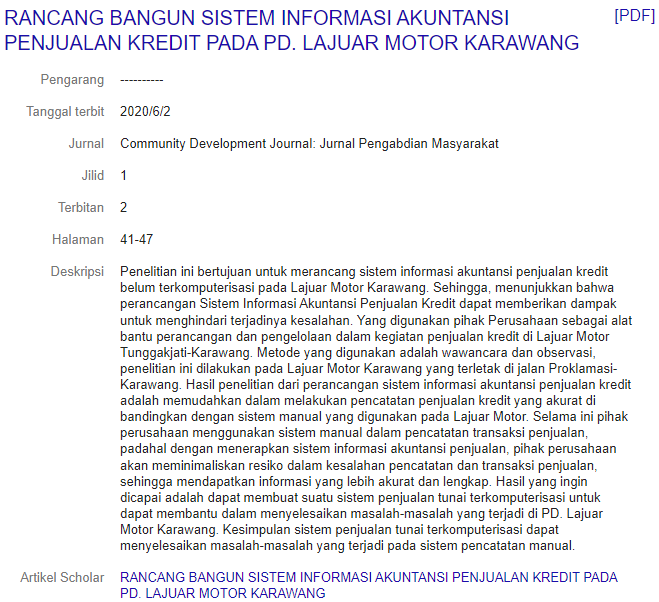 RANCANG BANGUN SISTEM INFORMASI AKUNTANSI [PDF]
PENJUALAN KREDIT PADA PD. LAJUAR MOTOR KARAWANG
Pengarang ----------
Tanggal terbit 2020/6/2
Jurnal Community Development Journal: Jurnal Pengabdian Masyarakat
Jilid 1
Terbitan 2
Halaman 41-47
Deskripsi Penelitian ini bertujuan untuk merancang sistem informasi akuntansi penjualan kredit
belum terkomputerisasi pada Lajuar Motor Karawang. Sehingga, menunjukkan bahwa
perancangan Sistem Informasi Akuntansi Penjualan Kredit dapat memberikan dampak
untuk menghindari terjadinya kesalahan. Yang digunakan pihak Perusahaan sebagai alat
bantu perancangan dan pengelolaan dalam kegiatan penjualan kredit di Lajuar Motor
Tunggakjati-Karawang. Metode yang digunakan adalah wawancara dan observasi,
penelitian ini dilakukan pada Lajuar Motor Karawang yang terletak di jalan Proklamasi-
Karawang. Hasil penelitian dari perancangan sistem informasi akuntansi penjualan kredit
adalah memudahkan dalam melakukan pencatatan penjualan kredit yang akurat di
bandingkan dengan sistem manual yang digunakan pada Lajuar Motor. Selama ini pihak
perusahaan menggunakan sistem manual dalam pencatatan transaksi penjualan,
padahal dengan menerapkan sistem informasi akuntansi penjualan, pihak perusahaan
akan meminimaliskan resiko dalam kesalahan pencatatan dan transaksi penjualan,
sehingga mendapatkan informasi yang lebih akurat dan lengkap. Hasil yang ingin
dicapai adalah dapat membuat suatu sistem penjualan tunai terkomputerisasi untuk
dapat membantu dalam menyelesaikan masalah-masalah yang terjadi di PD. Lajuar
Motor Karawang. Kesimpulan sistem penjualan tunai terkomputerisasi dapat
menyelesaikan masalah-masalah yang terjadi pada sistem pencatatan manual.
Artikel Scholar RANCANG BANGUN SISTEM INFORMASI AKUNTANSI PENJUALAN KREDIT PADA
PD. LAJUAR MOTOR KARAWANG